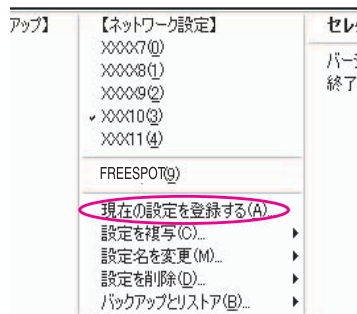 アップ】
【ネットワーク設定】
XXXX7(0)
XXXX8(1)
XXXX9(2)
✓ XXX10(3)
XXX11(4)
FREESPOT(9)
現在の設定を登録する(A)...
設定を複写(C)...
設定名を変更(M)...
設定を削除(D)...
バックアップとリストア(B)...
セレ
バージ
終了